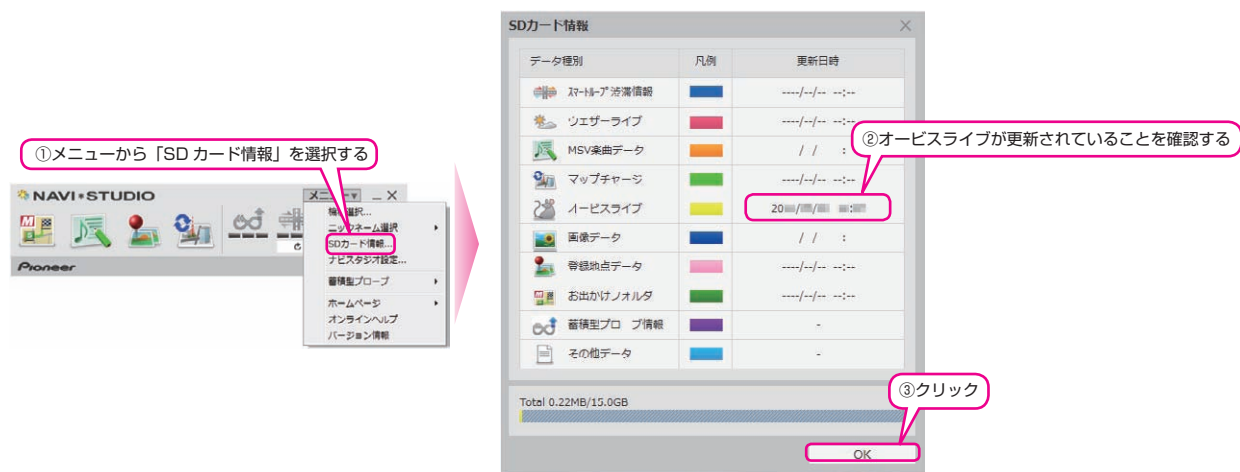 ①メニューから「SD カード情報」を選択する
NAVI*STUDIO
メニュー▼
機種選択...
ニックネーム選択
SDカード情報...
ナビスタジオ設定...
蓄積型プローブ
ホームページ
オンラインヘルプ
バージョン情報
Pioneer
SDカード情報
データ種別 凡例 更新日時
スマートループ渋滞情報 ----/--/-- --:--
ウェザーライブ ----/--/-- --:--
②オービスライブが更新されていることを確認する
MSV楽曲データ / / :
マップチャージ ----/--/-- --:--
オービスライブ 20 / / :
画像データ / / :
登録地点データ ----/--/-- --:--
お出かけフォルダ ----/--/-- --:--
蓄積型プロ ブ情報 -
その他データ -
③クリック
Total 0.22MB/15.0GB
OK